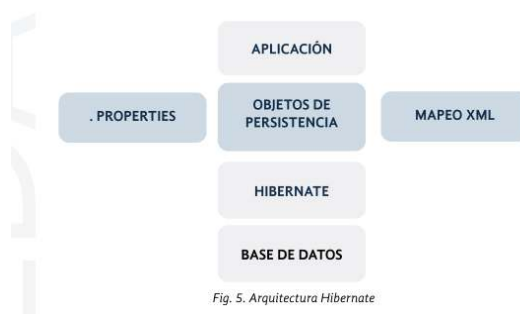 APLICACIÓN
. PROPERTIES
OBJETOS DE
PERSISTENCIA
MAPEO XML
HIBERNATE
BASE DE DATOS
Fig. 5. Arquitectura Hibernate